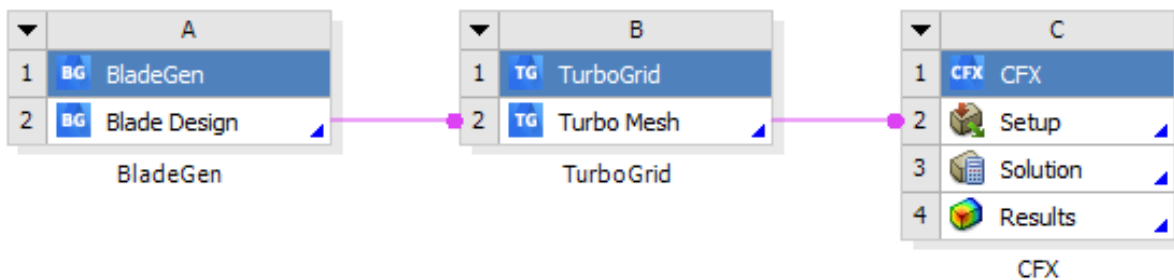 A
1 BG BladeGen
2 BG Blade Design
BladeGen
B
1 TG TurboGrid
2 TG Turbo Mesh
TurboGrid
C
1 CFX CFX
2 Setup
3 Solution
4 Results
CFX